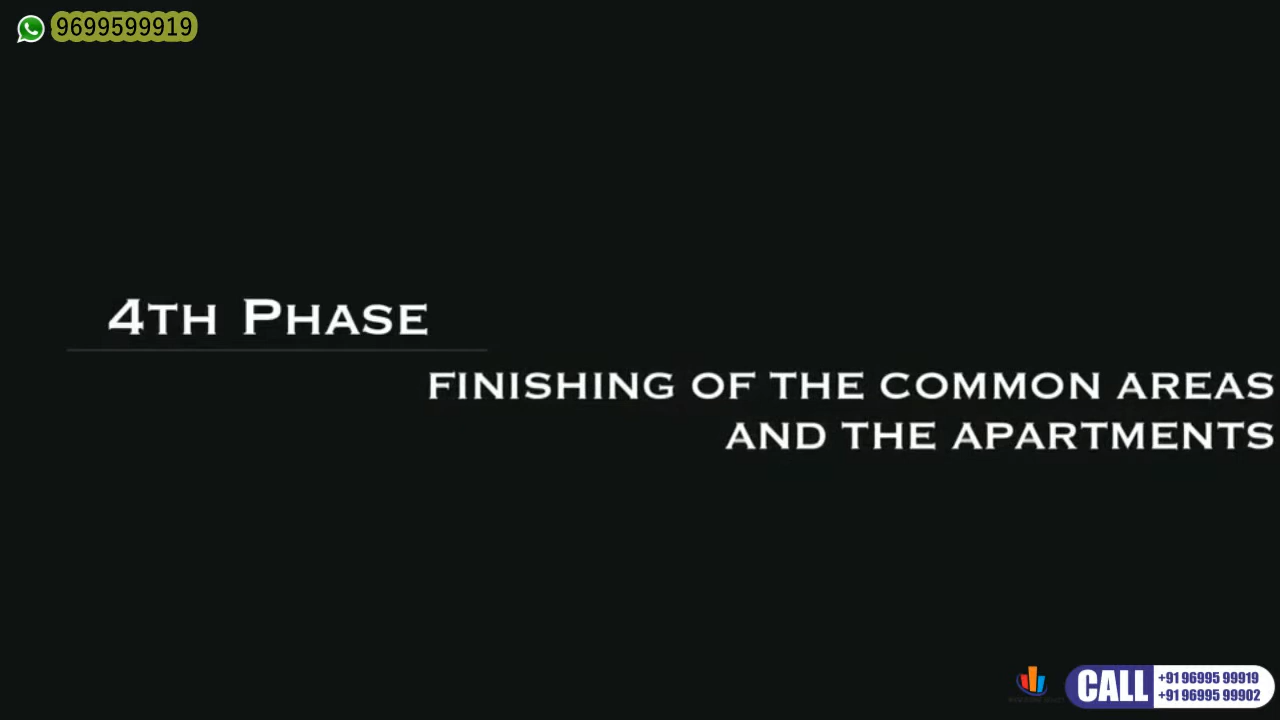 9699599919
4TH PHASE
FINISHING OF THE COMMON AREAS
AND THE APARTMENTS
CALL
+91 96995 99919
+91 96995 99902